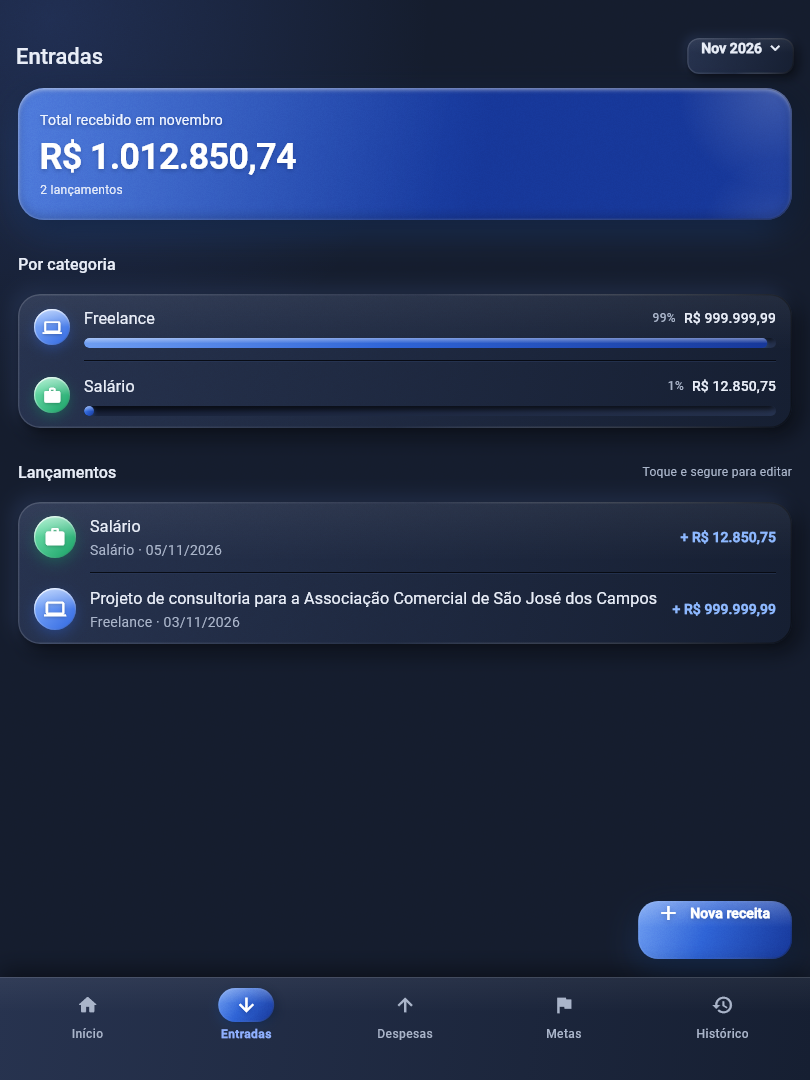 Entradas
Nov 2026
Total recebido em novembro
R$ 1.012.850,74
2 lançamentos
Por categoria
Freelance 99% R$ 999.999,99
Salário 1% R$ 12.850,75
Lançamentos Toque e segure para editar
Salário
Salário · 05/11/2026
+ R$ 12.850,75
Projeto de consultoria para a Associação Comercial de São José dos Campos
Freelance · 03/11/2026
+ R$ 999.999,99
Nova receita
Início Entradas Despesas Metas Histórico